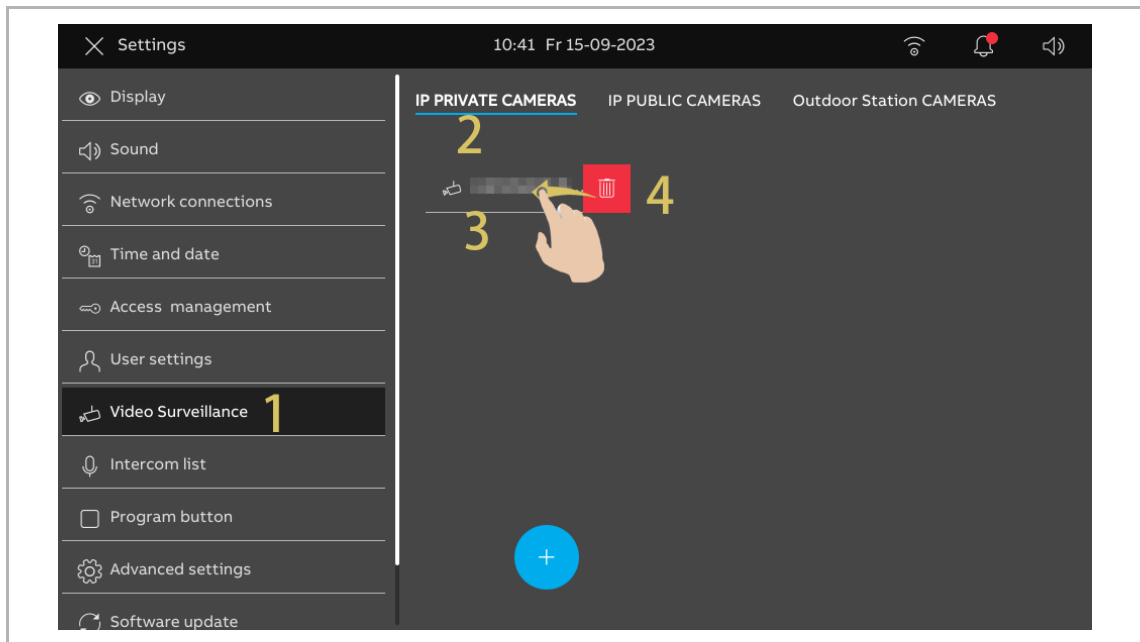 Settings
10:41 Fr 15-09-2023
Display
Sound
Network connections
Time and date
Access management
User settings
Video Surveillance
1
Intercom list
Program button
Advanced settings
Software update
IP PRIVATE CAMERAS
IP PUBLIC CAMERAS
Outdoor Station CAMERAS
2
3
4
+